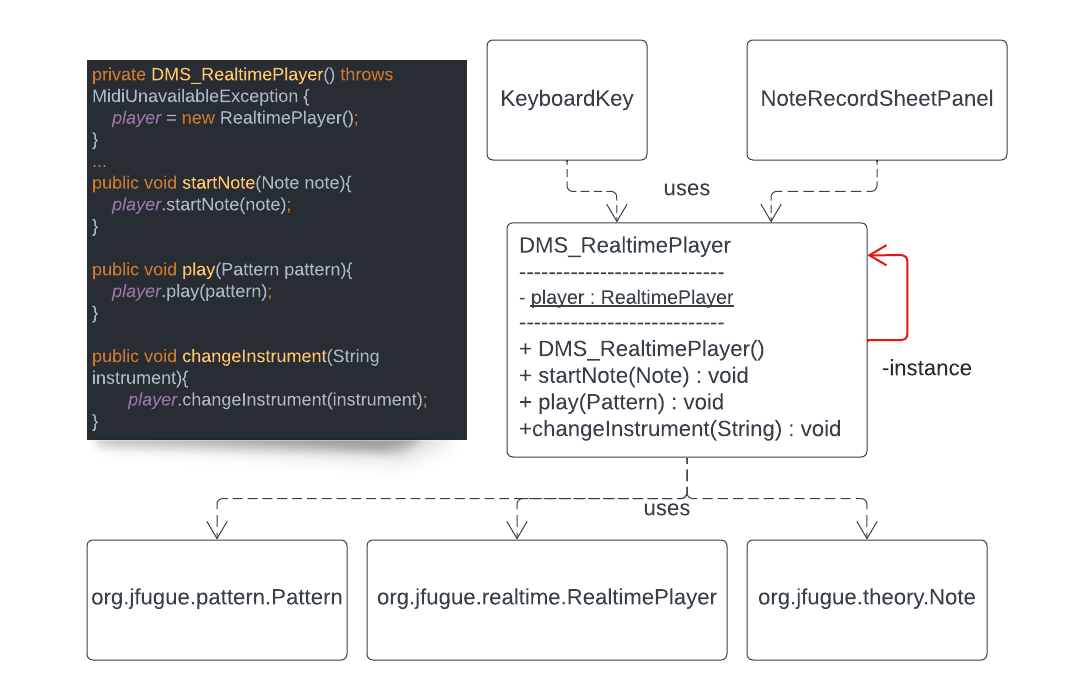 private DMS_RealtimePlayer() throws
MidiUnavailableException {
player = new RealtimePlayer();
}
...
public void startNote(Note note){
player.startNote(note);
}
public void play(Pattern pattern){
player.play(pattern);
}
public void changeInstrument(String
instrument){
player.changeInstrument(instrument);
}
KeyboardKey
NoteRecordSheetPanel
uses
DMS_RealtimePlayer
----------------------------
- player : RealtimePlayer
----------------------------
+ DMS_RealtimePlayer()
+ startNote(Note) : void
+ play(Pattern) : void
+changeInstrument(String) : void
-instance
uses
org.jfugue.pattern.Pattern
org.jfugue.realtime.RealtimePlayer
org.jfugue.theory.Note